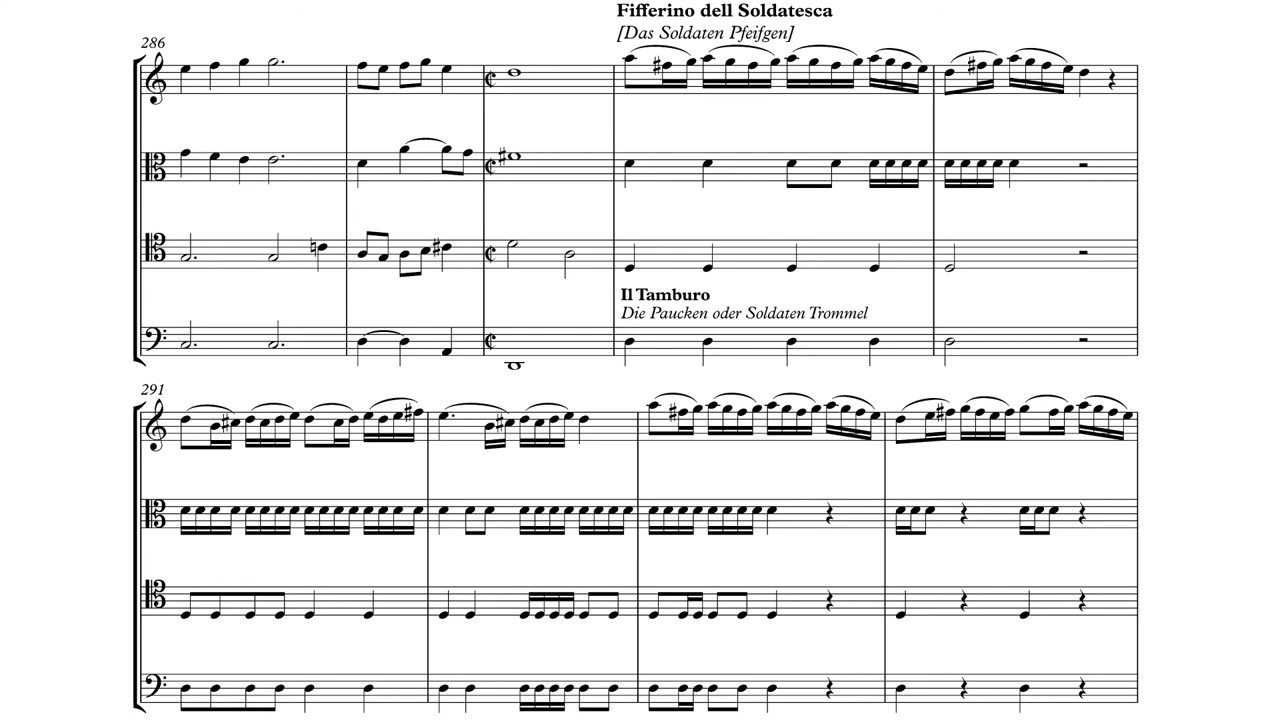 Fifferino dell Soldatesca
[Das Soldaten Pfeifgen]
286
Il Tamburo
Die Paucken oder Soldaten Trommel
291